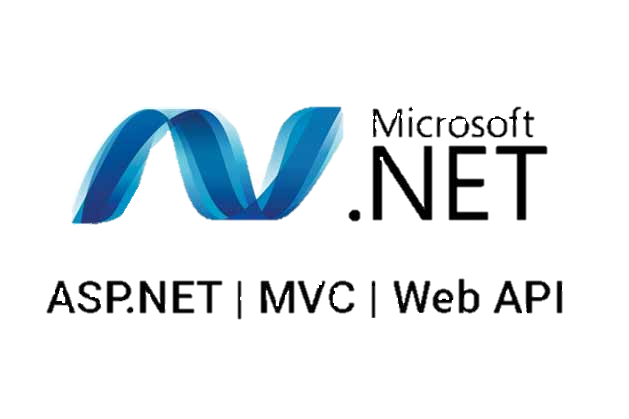 Microsoft
.NET
ASP.NET | MVC | Web API